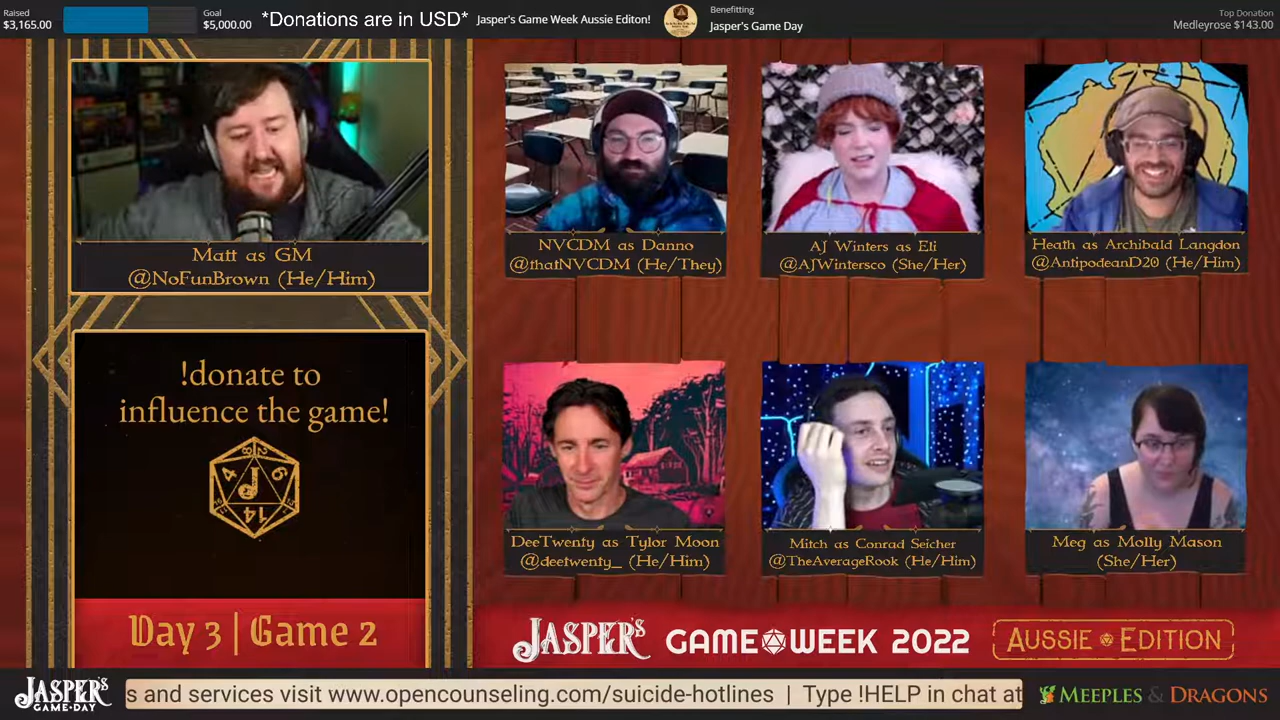 Raised
$3,165.00
Goal
$5,000.00
*Donations are in USD*
Jasper's Game Week Aussie Editon!
Benefitting
Jasper's Game Day
Top Donation
Medleyrose $143.00
Matt as GM
@NoFunBrown (He/Him)
NVCDM as Danno
@thatNVCDM (He/They)
AJ Winters as Eli
@AJWintersco (She/Her)
Heath as Archibald Langdon
@AntipodeanD20 (He/Him)
!donate to
influence the game!
4
6
14
DeeTwenty as Tylor Moon
@deetwenty_ (He/Him)
Mitch as Conrad Seicher
@TheAverageRook (He/Him)
Meg as Molly Mason
(She/Her)
Day 3 | Game 2
JASPER'S GAME WEEK 2022
AUSSIE EDITION
JASPER'S
GAME DAY
s and services visit www.opencounseling.com/suicide-hotlines | Type !HELP in chat at
MEEPLES & DRAGONS